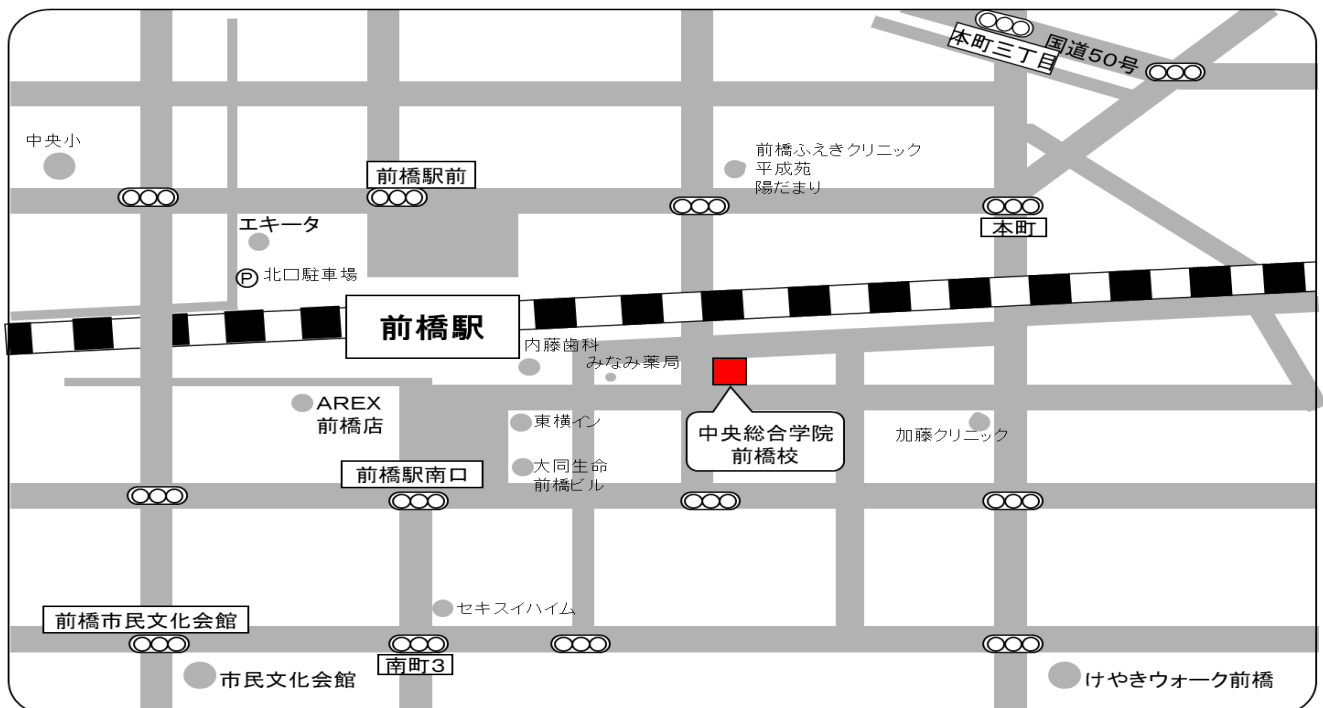 本町三丁目
国道50号
中央小
前橋駅前
前橋ふえきクリニック
平成苑
陽だまり
エキータ
本町
P
北口駐車場
前橋駅
内藤歯科
みなみ薬局
AREX
前橋店
東横イン
中央総合学院
前橋校
加藤クリニック
前橋駅南口
大同生命
前橋ビル
セキスイハイム
前橋市民文化会館
南町3
市民文化会館
けやきウォーク前橋